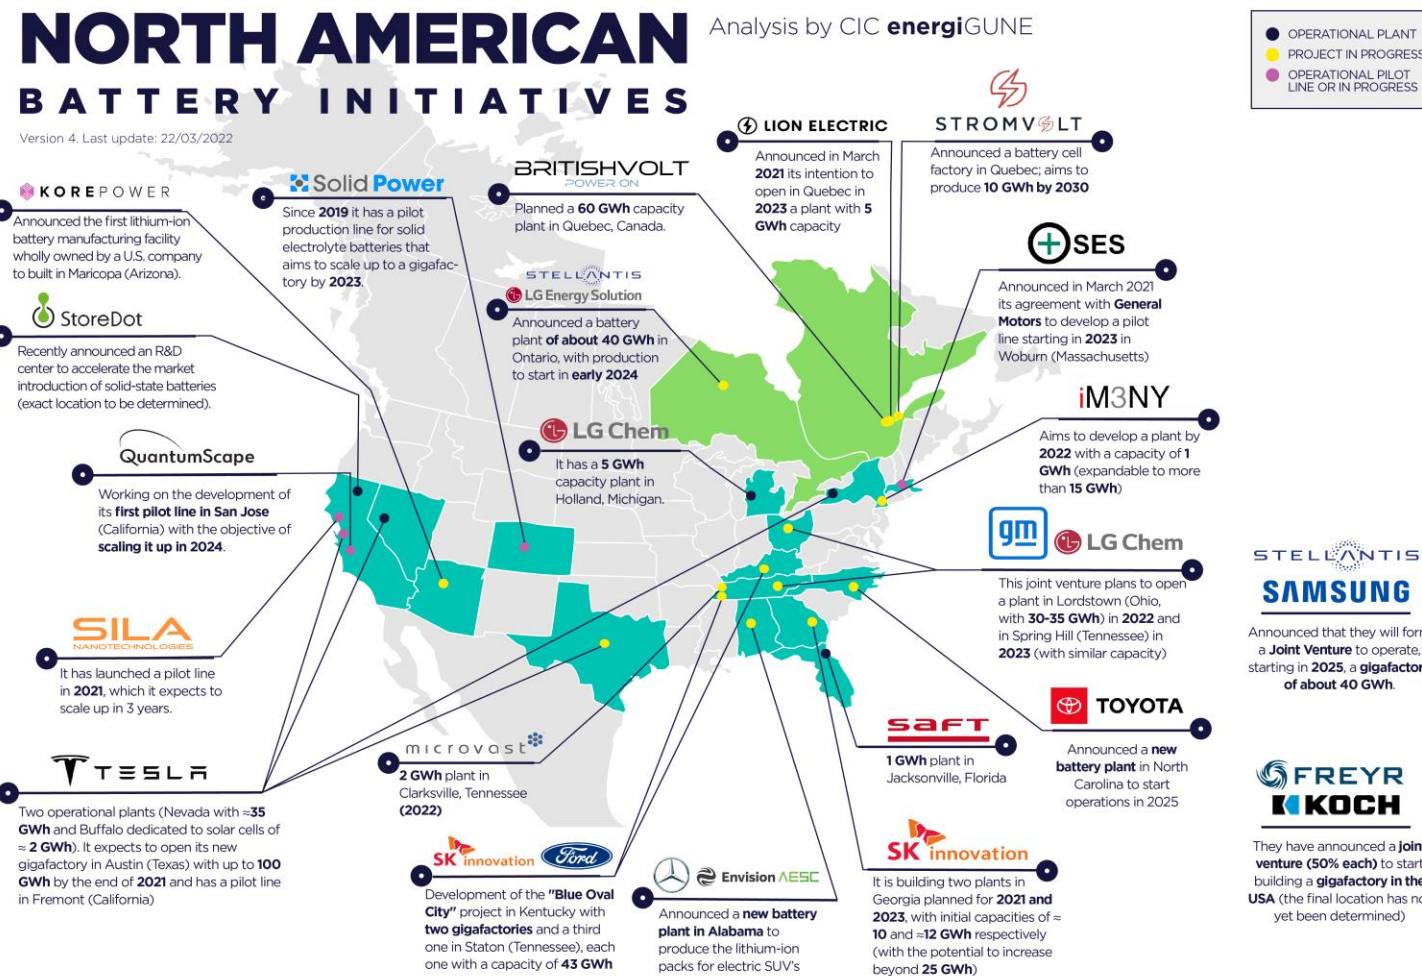 NORTH AMERICAN
BATTERY INITIATIVES
Analysis by CIC energiGUNE
Version 4. Last update: 22/03/2022
OPERATIONAL PLANT
PROJECT IN PROGRESS
OPERATIONAL PILOT
LINE OR IN PROGRESS
KOREPOWER
Announced the first lithium-ion
battery manufacturing facility
wholly owned by a U.S. company
to built in Maricopa (Arizona).
StoreDot
Recently announced an R&D
center to accelerate the market
introduction of solid-state batteries
(exact location to be determined).
QuantumScape
Working on the development of
its first pilot line in San Jose
(California) with the objective of
scaling it up in 2024.
SILA
NANOTECHNOLOGIES
It has launched a pilot line
in 2021, which it expects to
scale up in 3 years.
TESLA
Two operational plants (Nevada with ≈35
GWh and Buffalo dedicated to solar cells of
≈ 2 GWh). It expects to open its new
gigafactory in Austin (Texas) with up to 100
GWh by the end of 2021 and has a pilot line
in Fremont (California)
Solid Power
Since 2019 it has a pilot
production line for solid
electrolyte batteries that
aims to scale up to a gigafac-
tory by 2023.
BRITISHVOLT
POWER ON
Planned a 60 GWh capacity
plant in Quebec, Canada.
STELLANTIS
LG Energy Solution
Announced a battery
plant of about 40 GWh in
Ontario, with production
to start in early 2024
LG Chem
It has a 5 GWh
capacity plant in
Holland, Michigan.
LION ELECTRIC
Announced in March
2021 its intention to
open in Quebec in
2023 a plant with 5
GWh capacity
STROMVOLT
Announced a battery cell
factory in Quebec; aims to
produce 10 GWh by 2030
SES
Announced in March 2021
its agreement with General
Motors to develop a pilot
line starting in 2023 in
Woburn (Massachusetts)
iM3NY
Aims to develop a plant by
2022 with a capacity of 1
GWh (expandable to more
than 15 GWh)
gm LG Chem
This joint venture plans to open
a plant in Lordstown (Ohio,
with 30-35 GWh) in 2022 and
in Spring Hill (Tennessee) in
2023 (with similar capacity)
TOYOTA
Announced a new
battery plant in North
Carolina to start
operations in 2025
saft
1 GWh plant in
Jacksonville, Florida
microvast
2 GWh plant in
Clarksville, Tennessee
(2022)
SK innovation Ford
Development of the "Blue Oval
City" project in Kentucky with
two gigafactories and a third
one in Staton (Tennessee), each
one with a capacity of 43 GWh
Envision AESC
Announced a new battery
plant in Alabama to
produce the lithium-ion
packs for electric SUV's
SK innovation
It is building two plants in
Georgia planned for 2021 and
2023, with initial capacities of ≈
10 and ≈12 GWh respectively
(with the potential to increase
beyond 25 GWh)
STELLANTIS
SAMSUNG
Announced that they will form
a Joint Venture to operate,
starting in 2025, a gigafactor
of about 40 GWh.
FREYR
KOCH
They have announced a join
venture (50% each) to start
building a gigafactory in the
USA (the final location has no
yet been determined)